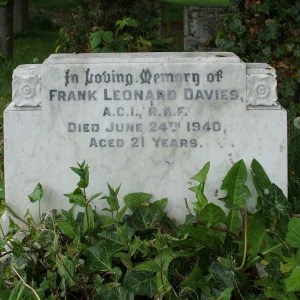 In Loving Memory of
FRANK LEONARD DAVIES,
A.C.1., R.A.F.
DIED JUNE 24TH 1940,
AGED 21 YEARS.